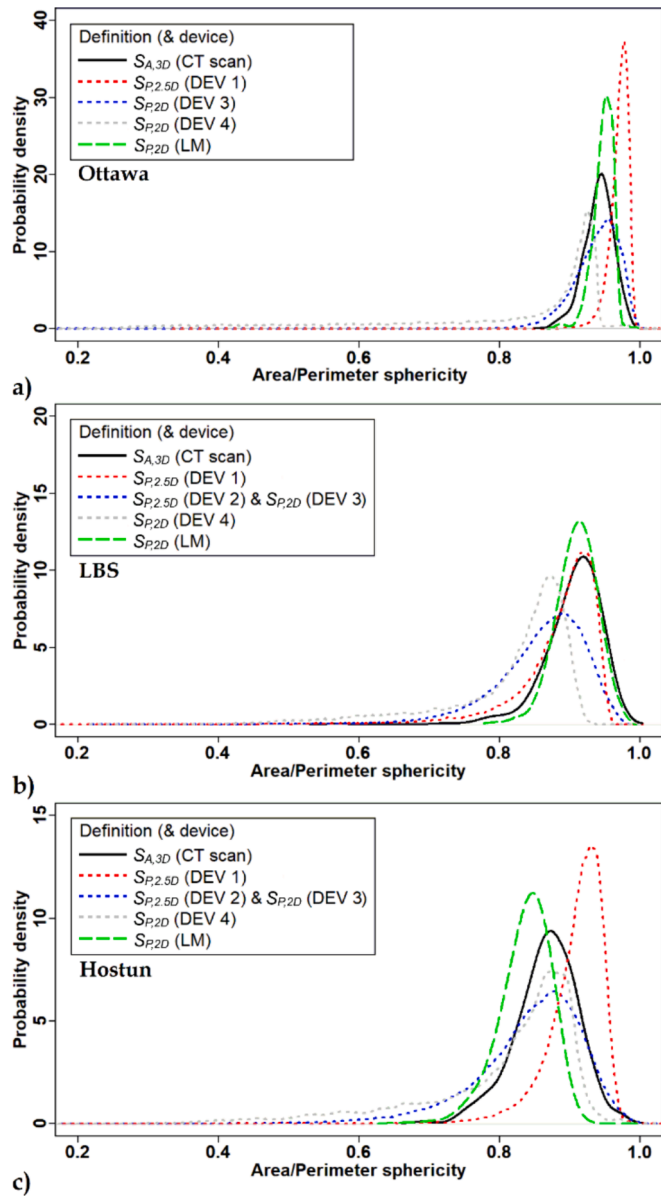 40
30
20
10
0
Probability density
Definition (& device)
S_A,3D (CT scan)
S_P,2.5D (DEV 1)
S_P,2D (DEV 3)
S_P,2D (DEV 4)
S_P,2D (LM)
Ottawa
0.2 0.4 0.6 0.8 1.0
Area/Perimeter sphericity
a)
20
15
10
5
0
Probability density
Definition (& device)
S_A,3D (CT scan)
S_P,2.5D (DEV 1)
S_P,2.5D (DEV 2) & S_P,2D (DEV 3)
S_P,2D (DEV 4)
S_P,2D (LM)
LBS
0.2 0.4 0.6 0.8 1.0
Area/Perimeter sphericity
b)
15
10
5
0
Probability density
Definition (& device)
S_A,3D (CT scan)
S_P,2.5D (DEV 1)
S_P,2.5D (DEV 2) & S_P,2D (DEV 3)
S_P,2D (DEV 4)
S_P,2D (LM)
Hostun
0.2 0.4 0.6 0.8 1.0
Area/Perimeter sphericity
c)